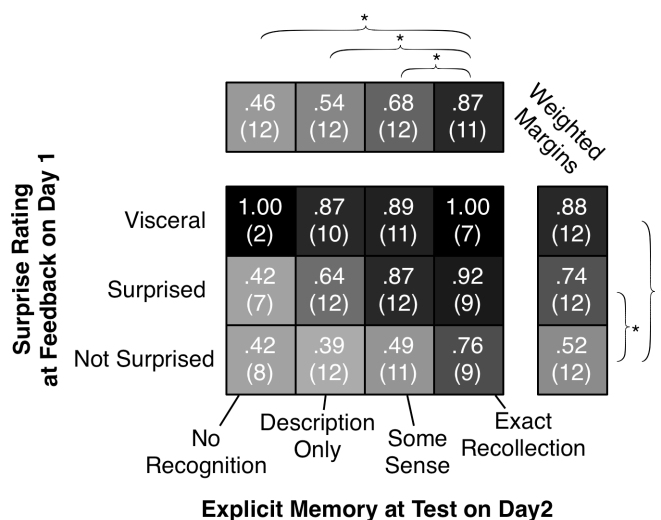 *
*
*
.46 .54 .68 .87
(12) (12) (12) (11)
Weighted
Margins
Surprise Rating
at Feedback on Day 1
Visceral 1.00 .87 .89 1.00 .88
(2) (10) (11) (7) (12)
Surprised .42 .64 .87 .92 .74
(7) (12) (12) (9) (12)
*
Not Surprised .42 .39 .49 .76 .52
(8) (12) (11) (9) (12)
No
Recognition
Description
Only
Some
Sense
Exact
Recollection
Explicit Memory at Test on Day2